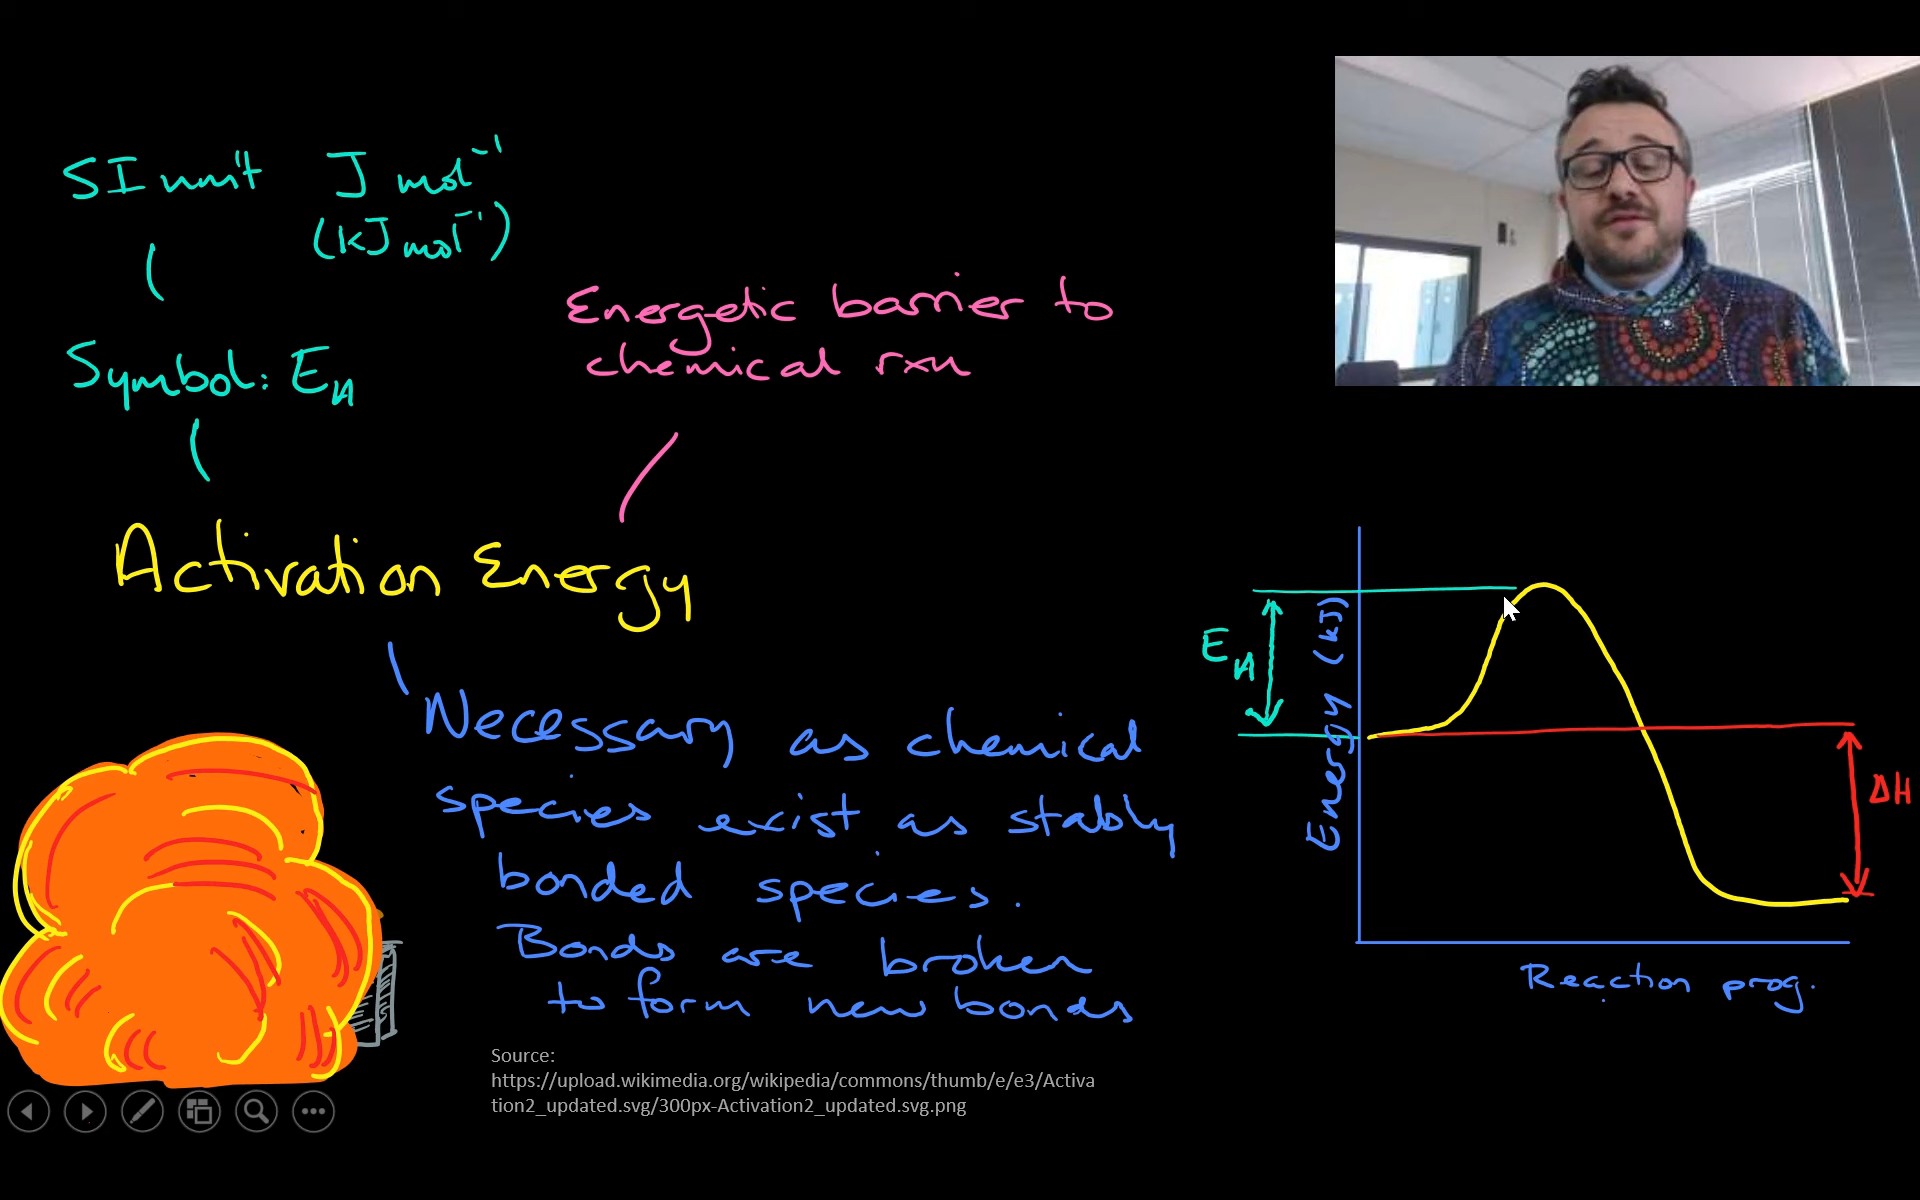 SI unit J mol⁻¹
(kJ mol⁻¹)
Symbol: EA
Energetic barrier to
chemical rxn
Activation Energy
Necessary as chemical
species exist as stably
bonded species.
Bonds are broken
to form new bonds
EA
Energy (kJ)
ΔH
Reaction prog.
Source:
https://upload.wikimedia.org/wikipedia/commons/thumb/e/e3/Activa
tion2_updated.svg/300px-Activation2_updated.svg.png